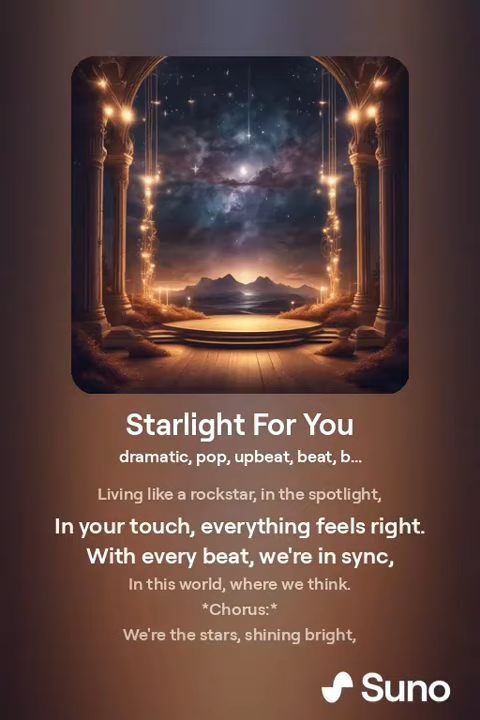 Starlight For You
dramatic, pop, upbeat, beat, b...
Living like a rockstar, in the spotlight,
In your touch, everything feels right.
With every beat, we're in sync,
In this world, where we think.
*Chorus:*
We're the stars, shining bright,
Suno